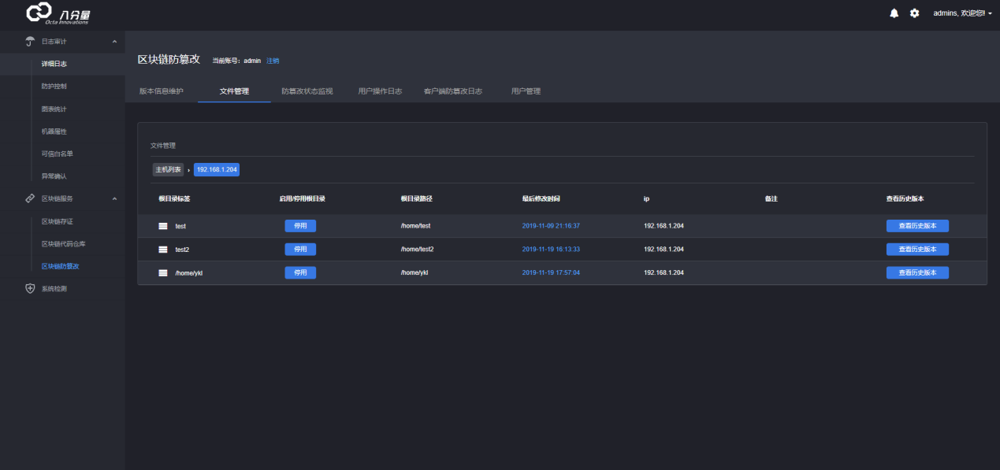 八分量
Octa Innovations
admins, 欢迎您!
日志审计
详细日志
防护控制
图表统计
机器属性
可信白名单
异常确认
区块链服务
区块链存证
区块链代码仓库
区块链防篡改
系统检测
区块链防篡改 当前账号：admin 注销
版本信息维护 文件管理 防篡改状态监视 用户操作日志 客户端防篡改日志 用户管理
文件管理
主机列表 › 192.168.1.204
根目录标签 启用/停用根目录 根目录路径 最后修改时间 ip 备注 查看历史版本
test 停用 /home/test 2019-11-09 21:16:37 192.168.1.204 查看历史版本
test2 停用 /home/test2 2019-11-19 16:13:33 192.168.1.204 查看历史版本
/home/ykl 停用 /home/ykl 2019-11-19 17:57:04 192.168.1.204 查看历史版本